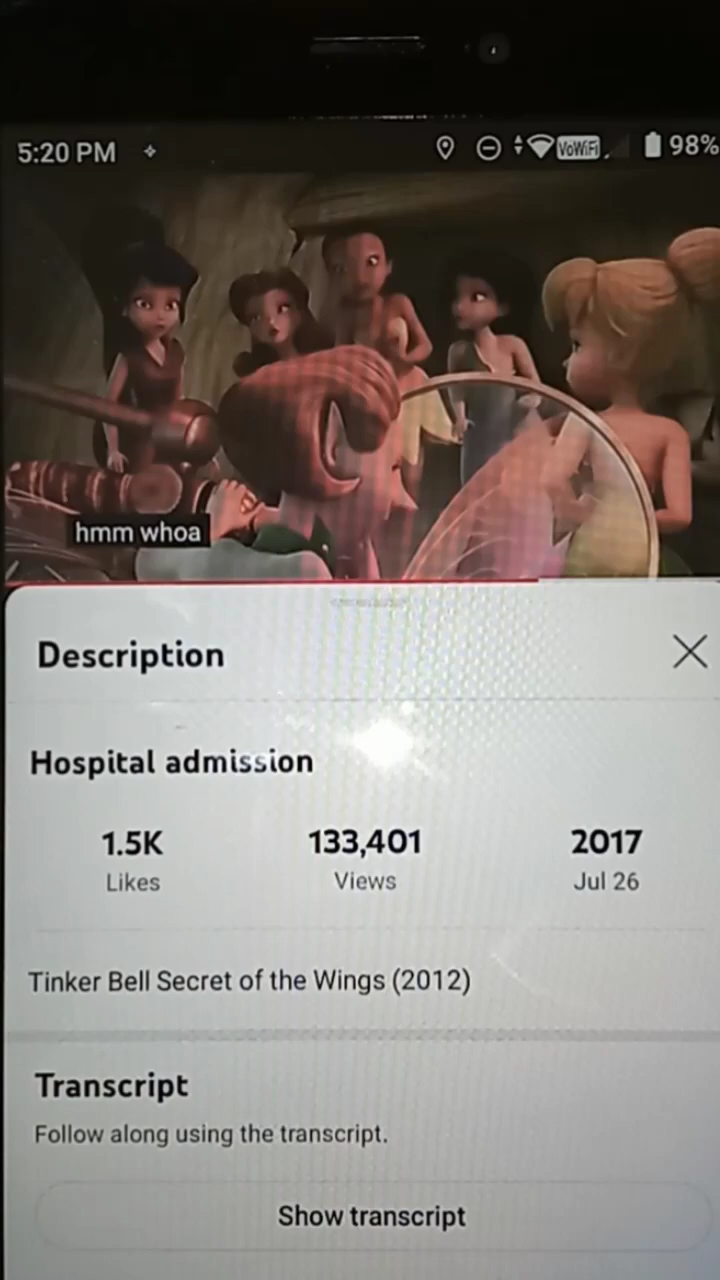 5:20 PM
VoWiFi
98%
hmm whoa
Description
Hospital admission
1.5K
133,401
2017
Likes
Views
Jul 26
Tinker Bell Secret of the Wings (2012)
Transcript
Follow along using the transcript.
Show transcript